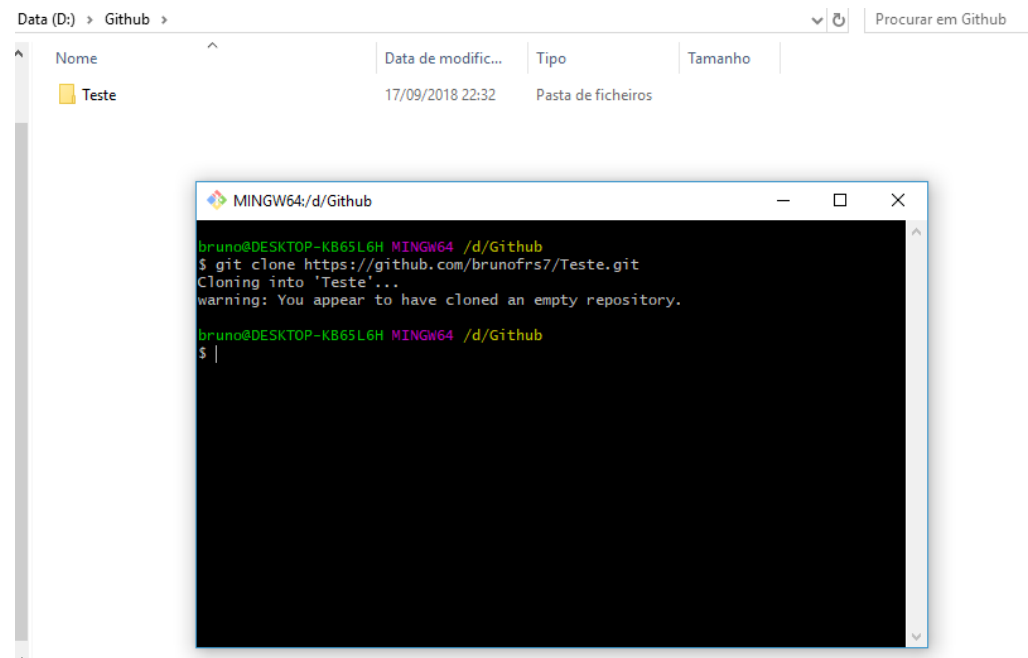 Data (D:) > Github >
Procurar em Github
Nome Data de modific... Tipo Tamanho
Teste 17/09/2018 22:32 Pasta de ficheiros
MINGW64:/d/Github
bruno@DESKTOP-KB65L6H MINGW64 /d/Github
$ git clone https://github.com/brunofrs7/Teste.git
Cloning into 'Teste'...
warning: You appear to have cloned an empty repository.
bruno@DESKTOP-KB65L6H MINGW64 /d/Github
$